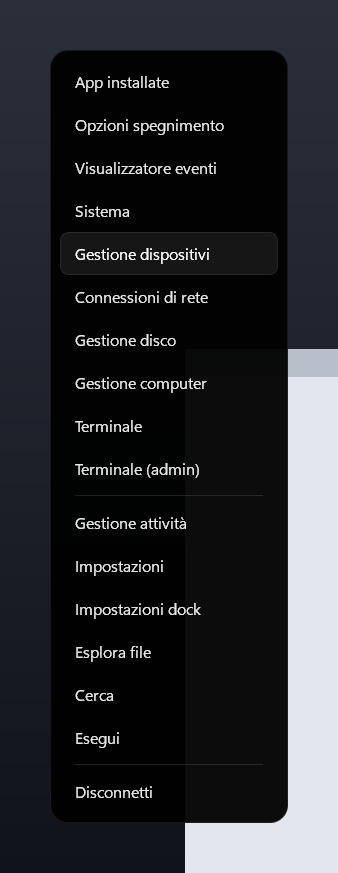 App installate
Opzioni spegnimento
Visualizzatore eventi
Sistema
Gestione dispositivi
Connessioni di rete
Gestione disco
Gestione computer
Terminale
Terminale (admin)
Gestione attività
Impostazioni
Impostazioni dock
Esplora file
Cerca
Esegui
Disconnetti